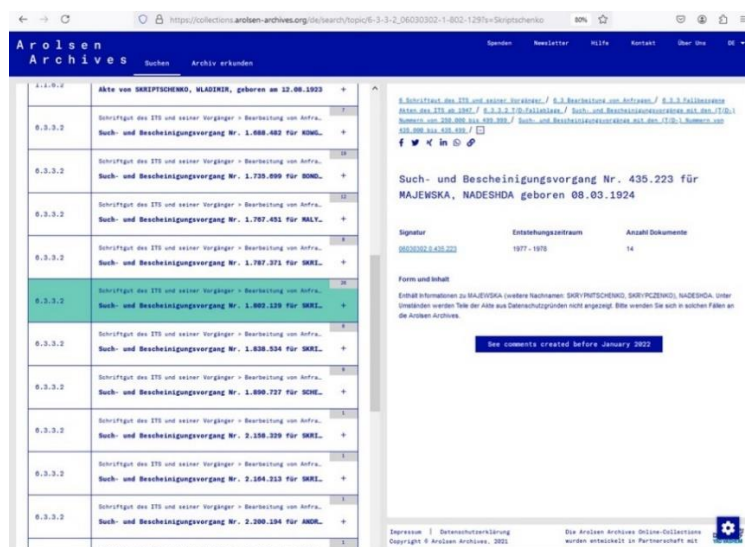 https://collections.arolsen-archives.org/de/search/topic/6-3-3-2_06030302-1-802-129?s=Skriptschenko
80%
Arolsen
Archives
Suchen
Archiv erkunden
Spenden
Newsletter
Hilfe
Kontakt
Über Uns
DE
Akte von SKRIPTSCHENKO, WLADIMIR, geboren am 12.08.1923
+
7
6.3.3.2
Schriftgut des ITS und seiner Vorgänger > Bearbeitung von Anfra…
Such- und Bescheinigungsvorgang Nr. 1.688.482 für KOWG…
+
6.3.3.2
Schriftgut des ITS und seiner Vorgänger > Bearbeitung von Anfra…
Such- und Bescheinigungsvorgang Nr. 1.735.699 für BOND…
+
12
6.3.3.2
Schriftgut des ITS und seiner Vorgänger > Bearbeitung von Anfra…
Such- und Bescheinigungsvorgang Nr. 1.767.451 für MALY…
+
6.3.3.2
Schriftgut des ITS und seiner Vorgänger > Bearbeitung von Anfra…
Such- und Bescheinigungsvorgang Nr. 1.787.371 für SKRI…
+
6.3.3.2
Schriftgut des ITS und seiner Vorgänger > Bearbeitung von Anfra…
Such- und Bescheinigungsvorgang Nr. 1.802.129 für SKRI…
+
6.3.3.2
Schriftgut des ITS und seiner Vorgänger > Bearbeitung von Anfra…
Such- und Bescheinigungsvorgang Nr. 1.838.534 für SKRI…
+
6.3.3.2
Schriftgut des ITS und seiner Vorgänger > Bearbeitung von Anfra…
Such- und Bescheinigungsvorgang Nr. 1.890.727 für SCHE…
+
1
6.3.3.2
Schriftgut des ITS und seiner Vorgänger > Bearbeitung von Anfra…
Such- und Bescheinigungsvorgang Nr. 2.158.329 für SKRI…
+
1
6.3.3.2
Schriftgut des ITS und seiner Vorgänger > Bearbeitung von Anfra…
Such- und Bescheinigungsvorgang Nr. 2.164.213 für SKRI…
+
1
6.3.3.2
Schriftgut des ITS und seiner Vorgänger > Bearbeitung von Anfra…
Such- und Bescheinigungsvorgang Nr. 2.200.194 für ANDR…
+
1
6 Schriftgut des ITS und seiner Vorgänger / 6.3 Bearbeitung von Anfragen / 6.3.3 Fallbezogene
Akten des ITS ab 1947 / 6.3.3.2 T/D-Fallablage / Such- und Bescheinigungsvorgänge mit den (T/D-)
Nummern von 250.000 bis 499.999 / Such- und Bescheinigungsvorgänge mit den (T/D-) Nummern von
435.000 bis 435.499 /
Such- und Bescheinigungsvorgang Nr. 435.223 für
MAJEWSKA, NADESHDA geboren 08.03.1924
Signatur
Entstehungszeitraum
Anzahl Dokumente
06030302 0 435.223
1977 - 1978
14
Form und Inhalt
Enthält Informationen zu MAJEWSKA (weitere Nachnamen: SKRYPNITSCHENKO, SKRYPCZENKO), NADESHDA. Unter
Umständen werden Teile der Akte aus Datenschutzgründen nicht angezeigt. Bitte wenden Sie sich in solchen Fällen an
die Arolsen Archives.
See comments created before January 2022
Impressum | Datenschutzerklärung
Copyright © Arolsen Archives, 2021
Die Arolsen Archives Online-Collections
wurden entwickelt in Partnerschaft mit